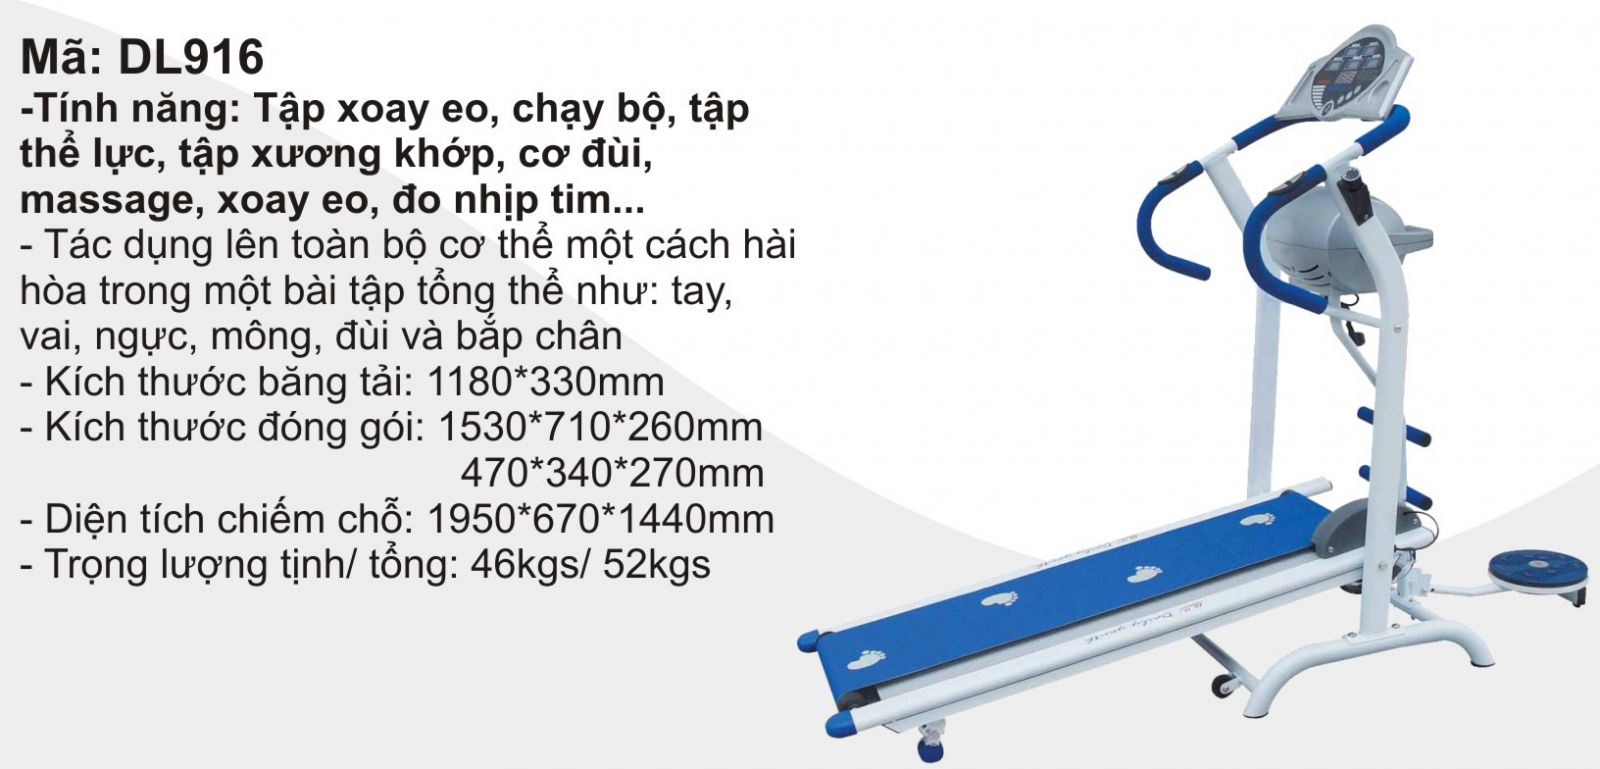 Mã: DL916
-Tính năng: Tập xoay eo, chạy bộ, tập
thể lực, tập xương khớp, cơ đùi,
massage, xoay eo, đo nhịp tim...
- Tác dụng lên toàn bộ cơ thể một cách hài
hòa trong một bài tập tổng thể như: tay,
vai, ngực, mông, đùi và bắp chân
- Kích thước băng tải: 1180*330mm
- Kích thước đóng gói: 1530*710*260mm
470*340*270mm
- Diện tích chiếm chỗ: 1950*670*1440mm
- Trọng lượng tịnh/ tổng: 46kgs/ 52kgs
Daily youth